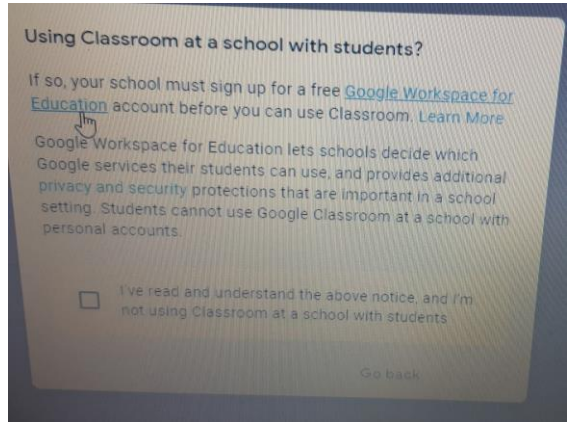 Using Classroom at a school with students?
If so, your school must sign up for a free Google Workspace for
Education account before you can use Classroom. Learn More
Google Workspace for Education lets schools decide which
Google services their students can use, and provides additional
privacy and security protections that are important in a school
setting. Students cannot use Google Classroom at a school with
personal accounts.
I've read and understand the above notice, and I'm
not using Classroom at a school with students
Go back